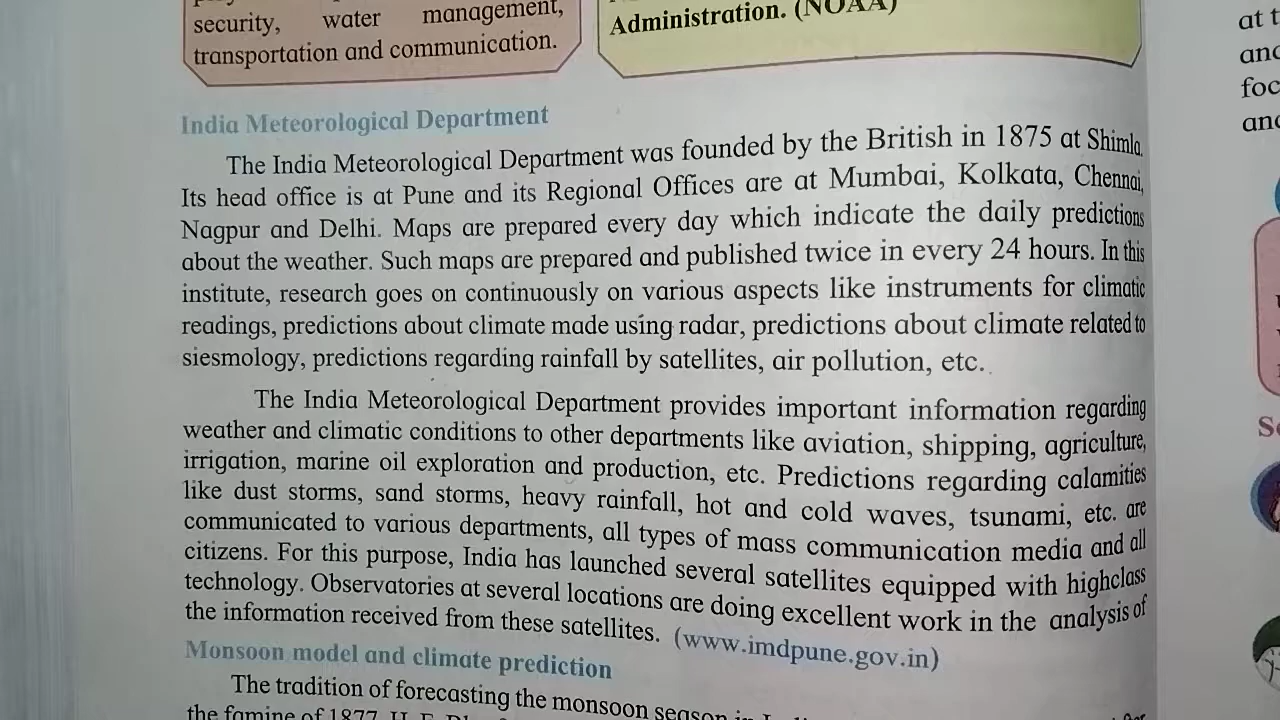 security, water management,
transportation and communication.
Administration. (NOAA)
India Meteorological Department
The India Meteorological Department was founded by the British in 1875 at Shimla.
Its head office is at Pune and its Regional Offices are at Mumbai, Kolkata, Chennai,
Nagpur and Delhi. Maps are prepared every day which indicate the daily predictions
about the weather. Such maps are prepared and published twice in every 24 hours. In this
institute, research goes on continuously on various aspects like instruments for climatic
readings, predictions about climate made using radar, predictions about climate related to
siesmology, predictions regarding rainfall by satellites, air pollution, etc.
The India Meteorological Department provides important information regarding
weather and climatic conditions to other departments like aviation, shipping, agriculture,
irrigation, marine oil exploration and production, etc. Predictions regarding calamities
like dust storms, sand storms, heavy rainfall, hot and cold waves, tsunami, etc. are
communicated to various departments, all types of mass communication media and all
citizens. For this purpose, India has launched several satellites equipped with highclass
technology. Observatories at several locations are doing excellent work in the analysis of
the information received from these satellites. (www.imdpune.gov.in)
Monsoon model and climate prediction
The tradition of forecasting the monsoon season in
the famine of 1877. H. F.
at